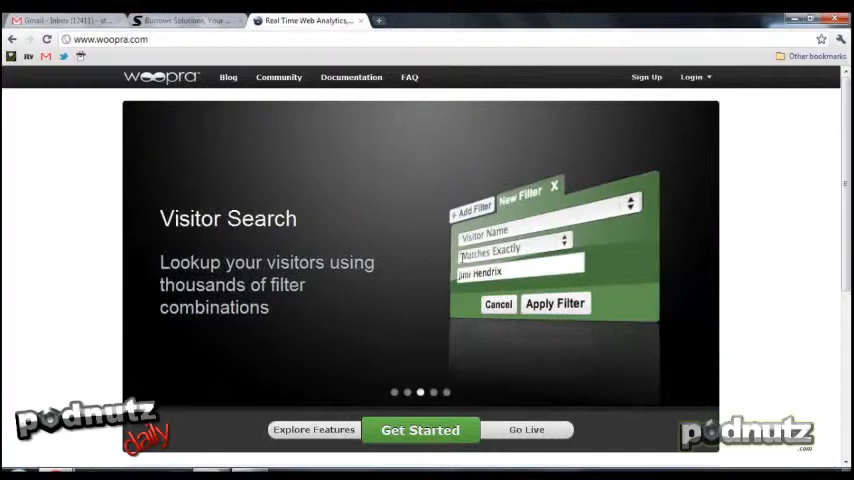 Gmail - Inbox (12411) - st...
Burrows Solutions, Your ...
Real Time Web Analytics, ...
www.woopra.com
Other bookmarks
woopra
Blog
Community
Documentation
FAQ
Sign Up
Login
+ Add Filter
New Filter
X
Visitor Name
Matches Exactly
Jimi Hendrix
Cancel
Apply Filter
Visitor Search
Lookup your visitors using
thousands of filter
combinations
Explore Features
Get Started
Go Live
podnutz
daily
podnutz
.com